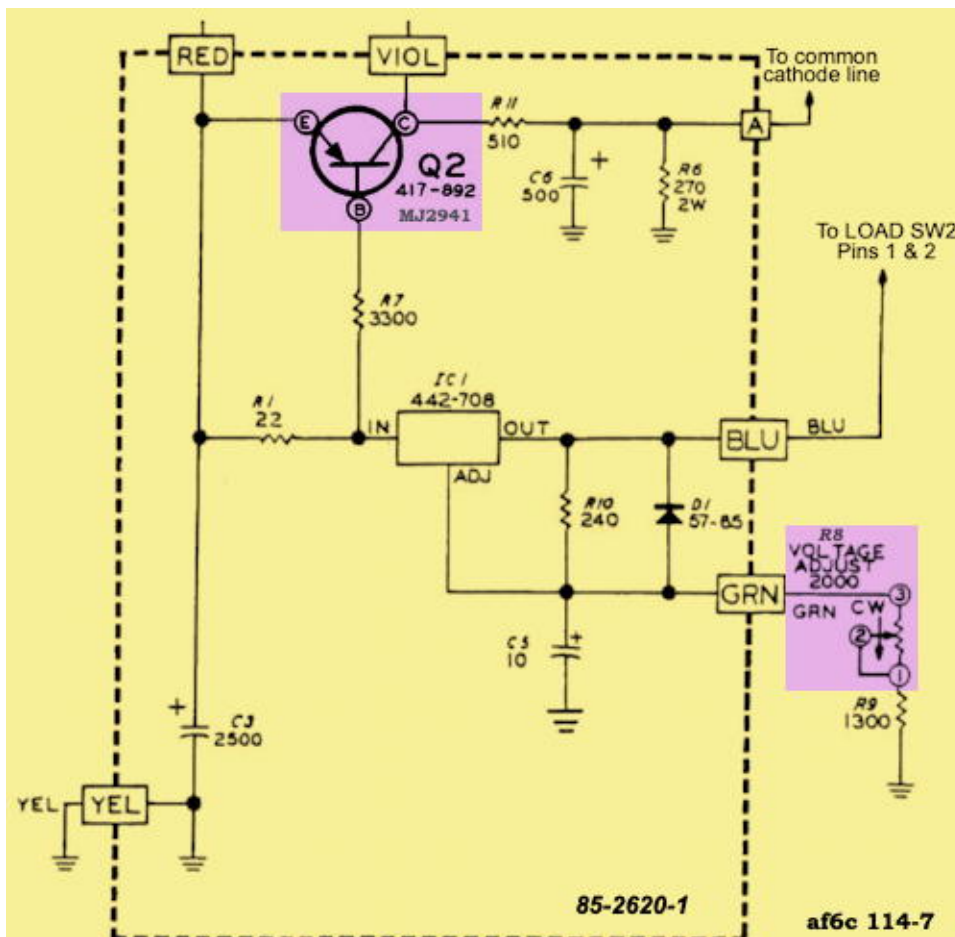 RED
VIOL
To common
cathode line
E
C
R11
510
A
Q2
417-892
MJ2941
B
C6
500
+
R6
270
2W
To LOAD SW2
Pins 1 & 2
R7
3300
R1
22
IC1
442-708
IN
OUT
ADJ
BLU
BLU
R10
240
D1
57-85
R8
VOLTAGE
ADJUST
2000
GRN
GRN
CW
3
2
1
C5
10
+
R9
1300
+
C3
2500
YEL
YEL
85-2620-1
af6c 114-7